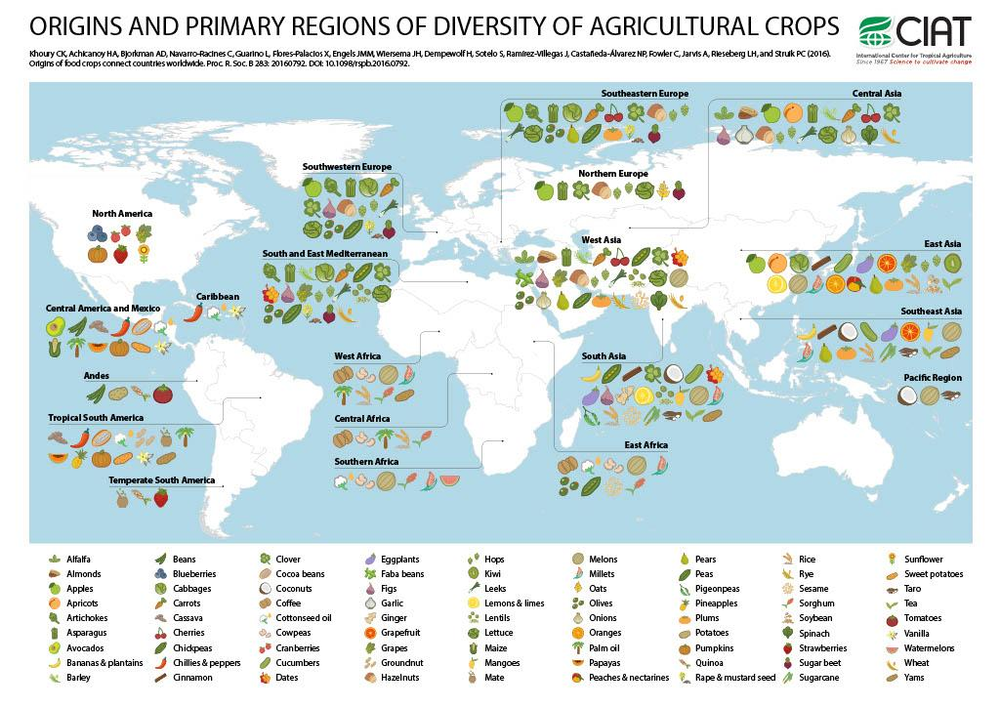 ORIGINS AND PRIMARY REGIONS OF DIVERSITY OF AGRICULTURAL CROPS
CIAT
International Center for Tropical Agriculture
Since 1967 Science to cultivate change
Khoury CK, Achicanoy HA, Bjorkman AD, Navarro-Racines C, Guarino L, Flores-Palacios X, Engels JMM, Wiersema JH, Dempewolf H, Sotelo S, Ramírez-Villegas J, Castañeda-Álvarez NP, Fowler C, Jarvis A, Rieseberg LH, and Struik PC (2016).
Origins of food crops connect countries worldwide. Proc. R. Soc. B 283: 20160792. DOI: 10.1098/rspb.2016.0792.
Southeastern Europe
Central Asia
Southwestern Europe
Northern Europe
North America
West Asia
East Asia
South and East Mediterranean
Caribbean
Central America and Mexico
Southeast Asia
West Africa
South Asia
Andes
Pacific Region
Tropical South America
Central Africa
East Africa
Southern Africa
Temperate South America
Alfalfa
Almonds
Apples
Apricots
Artichokes
Asparagus
Avocados
Bananas & plantains
Barley
Beans
Blueberries
Cabbages
Carrots
Cassava
Cherries
Chickpeas
Chillies & peppers
Cinnamon
Clover
Cocoa beans
Coconuts
Coffee
Cottonseed oil
Cowpeas
Cranberries
Cucumbers
Dates
Eggplants
Faba beans
Figs
Garlic
Ginger
Grapefruit
Grapes
Groundnut
Hazelnuts
Hops
Kiwi
Leeks
Lemons & limes
Lentils
Lettuce
Maize
Mangoes
Mate
Melons
Millets
Oats
Olives
Onions
Oranges
Palm oil
Papayas
Peaches & nectarines
Pears
Peas
Pigeonpeas
Pineapples
Plums
Potatoes
Pumpkins
Quinoa
Rape & mustard seed
Rice
Rye
Sesame
Sorghum
Soybean
Spinach
Strawberries
Sugar beet
Sugarcane
Sunflower
Sweet potatoes
Taro
Tea
Tomatoes
Vanilla
Watermelons
Wheat
Yams